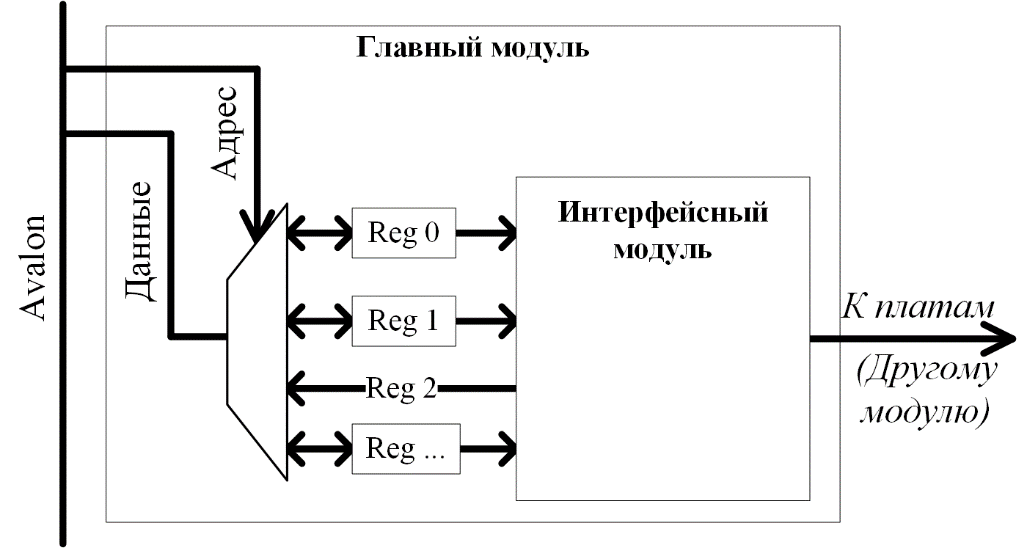 Главный модуль
Avalon
Данные
Адрес
Reg 0
Reg 1
Reg 2
Reg ...
Интерфейсный
модуль
К платам
(Другому
модулю)